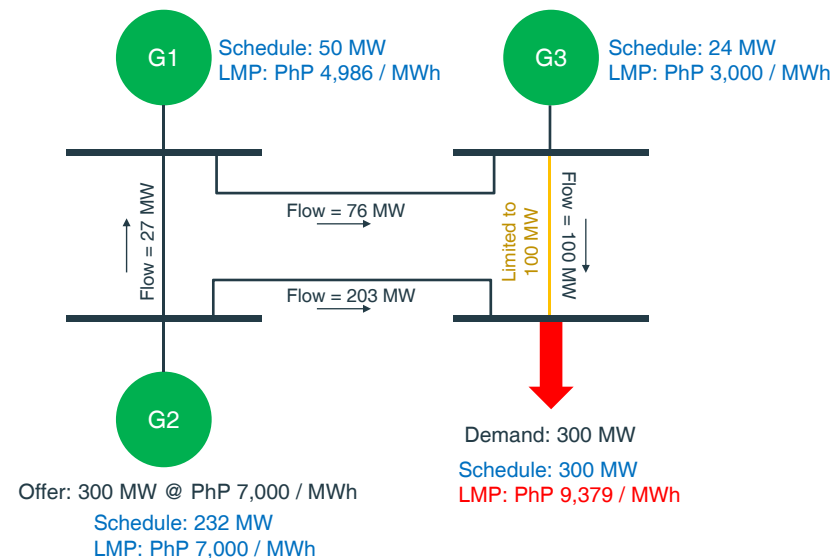 G1
Schedule: 50 MW
LMP: PhP 4,986 / MWh
G3
Schedule: 24 MW
LMP: PhP 3,000 / MWh
Flow = 27 MW
Flow = 76 MW
Limited to
100 MW
Flow = 100 MW
Flow = 203 MW
G2
Offer: 300 MW @ PhP 7,000 / MWh
Schedule: 232 MW
LMP: PhP 7,000 / MWh
Demand: 300 MW
Schedule: 300 MW
LMP: PhP 9,379 / MWh